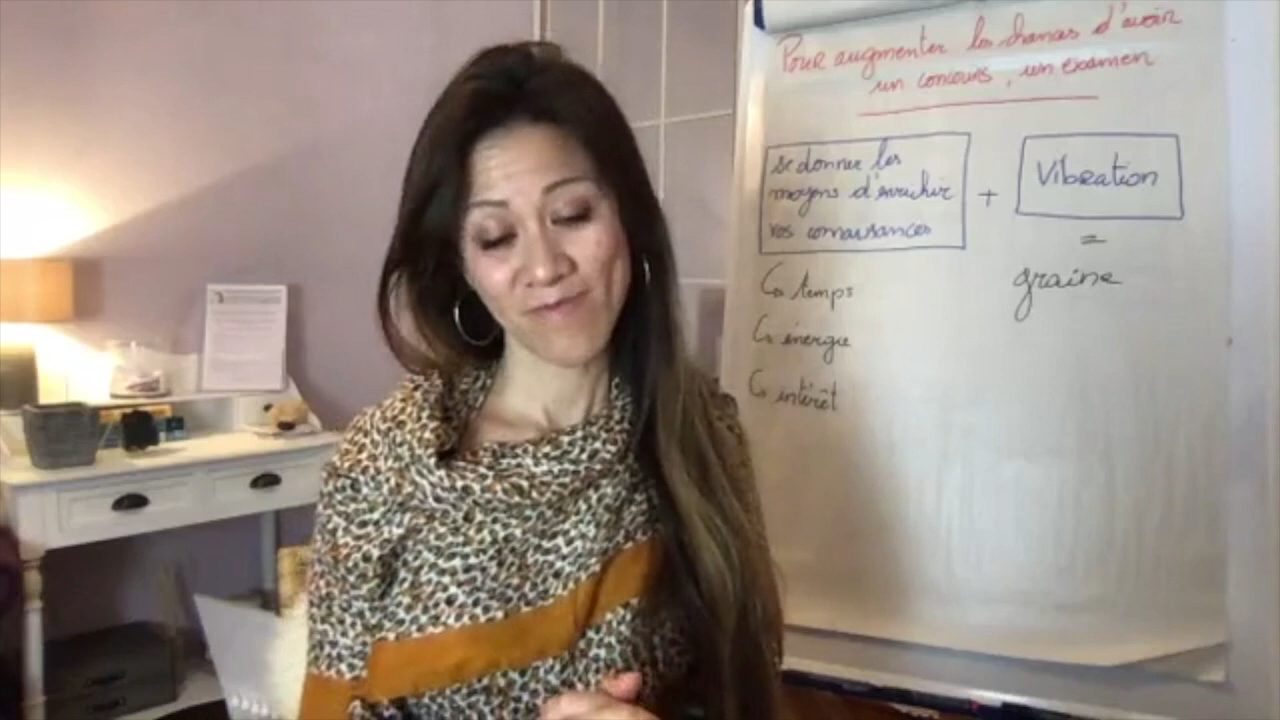 Pour augmenter les chances d'avoir
un concours, un examen
se donner les
moyens d'enrichir
vos connaissances
+
Vibration
=
graine
↳ temps
↳ énergie
↳ intérêt